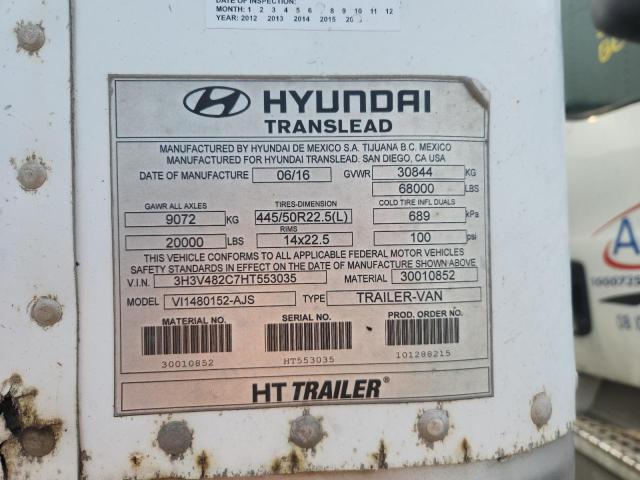 DATE OF INSPECTION:
MONTH: 1 2 3 4 5 6 8 9 10 11 12
YEAR: 2012 2013 2014 2015
HYUNDAI
TRANSLEAD
MANUFACTURED BY HYUNDAI DE MEXICO S.A. TIJUANA B.C. MEXICO
MANUFACTURED FOR HYUNDAI TRANSLEAD. SAN DIEGO, CA USA
DATE OF MANUFACTURE 06/16 GVWR 30844 KG
68000 LBS
GAWR ALL AXLES TIRES-DIMENSION COLD TIRE INFL DUALS
9072 KG 445/50R22.5(L) 689 kPa
RIMS
20000 LBS 14x22.5 100 psi
THIS VEHICLE CONFORMS TO ALL APPLICABLE FEDERAL MOTOR VEHICLES
SAFETY STANDARDS IN EFFECT ON THE DATE OF MANUFACTURE SHOWN ABOVE
V.I.N. 3H3V482C7HT553035 MATERIAL 30010852
MODEL VI1480152-AJS TYPE TRAILER-VAN
MATERIAL NO. SERIAL NO. PROD. ORDER NO.
30010852 HT553035 101288215
HT TRAILER®
A
1000725